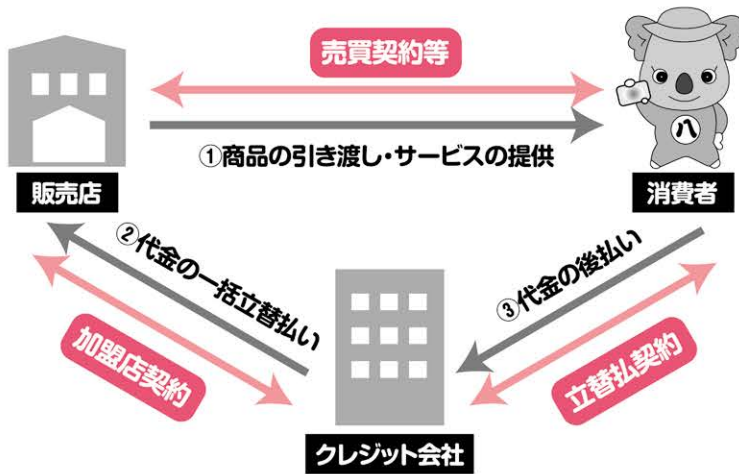 売買契約等
①商品の引き渡し・サービスの提供
八
販売店
消費者
②代金の一括立替払い
③代金の後払い
加盟店契約
立替払契約
クレジット会社